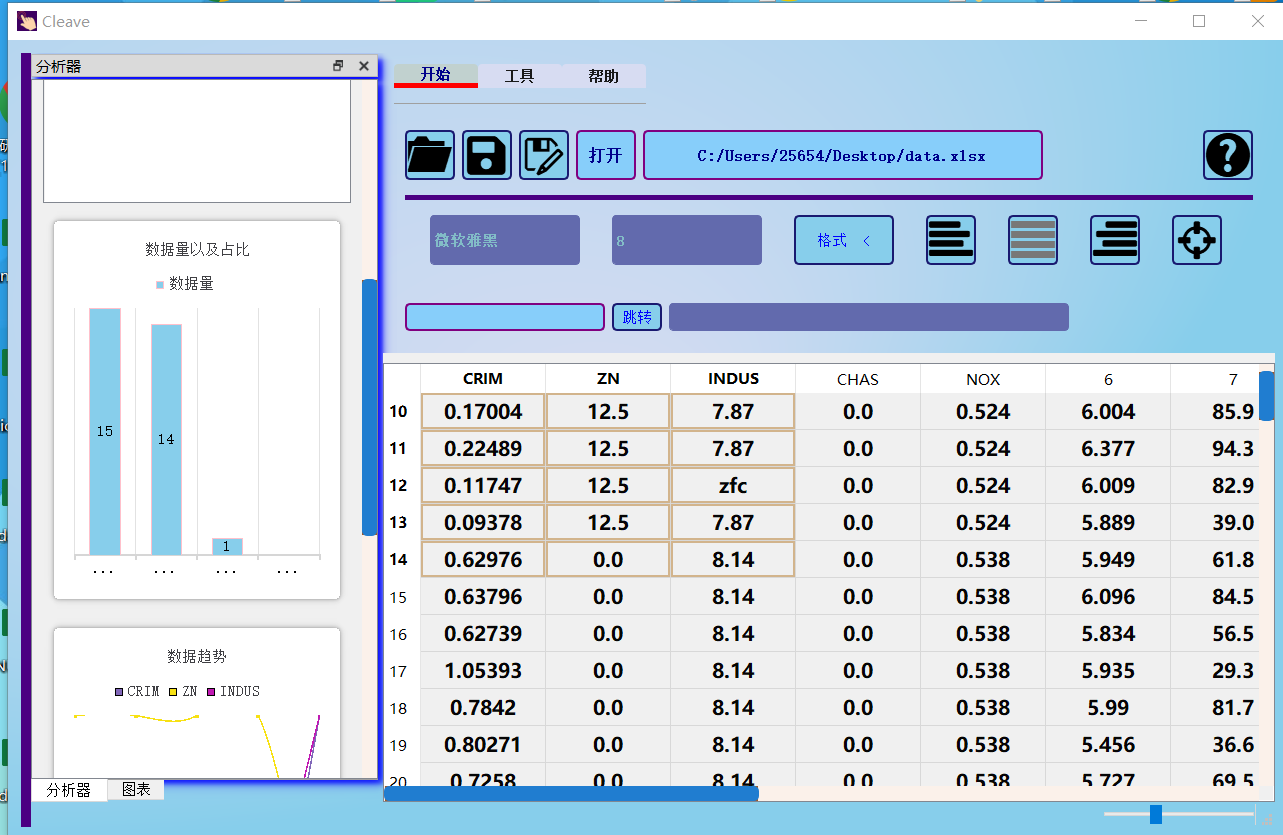 Cleave
分析器
开始 工具 帮助
打开 C:/Users/25654/Desktop/data.xlsx
微软雅黑 8 格式 <
跳转
数据量以及占比
数据量
15 14 1
... ... ... ...
数据趋势
CRIM ZN INDUS
分析器 图表
CRIM ZN INDUS CHAS NOX 6 7
10 0.17004 12.5 7.87 0.0 0.524 6.004 85.9
11 0.22489 12.5 7.87 0.0 0.524 6.377 94.3
12 0.11747 12.5 zfc 0.0 0.524 6.009 82.9
13 0.09378 12.5 7.87 0.0 0.524 5.889 39.0
14 0.62976 0.0 8.14 0.0 0.538 5.949 61.8
15 0.63796 0.0 8.14 0.0 0.538 6.096 84.5
16 0.62739 0.0 8.14 0.0 0.538 5.834 56.5
17 1.05393 0.0 8.14 0.0 0.538 5.935 29.3
18 0.7842 0.0 8.14 0.0 0.538 5.99 81.7
19 0.80271 0.0 8.14 0.0 0.538 5.456 36.6
20 0.7258 0.0 8.14 0.0 0.538 5.727 69.5